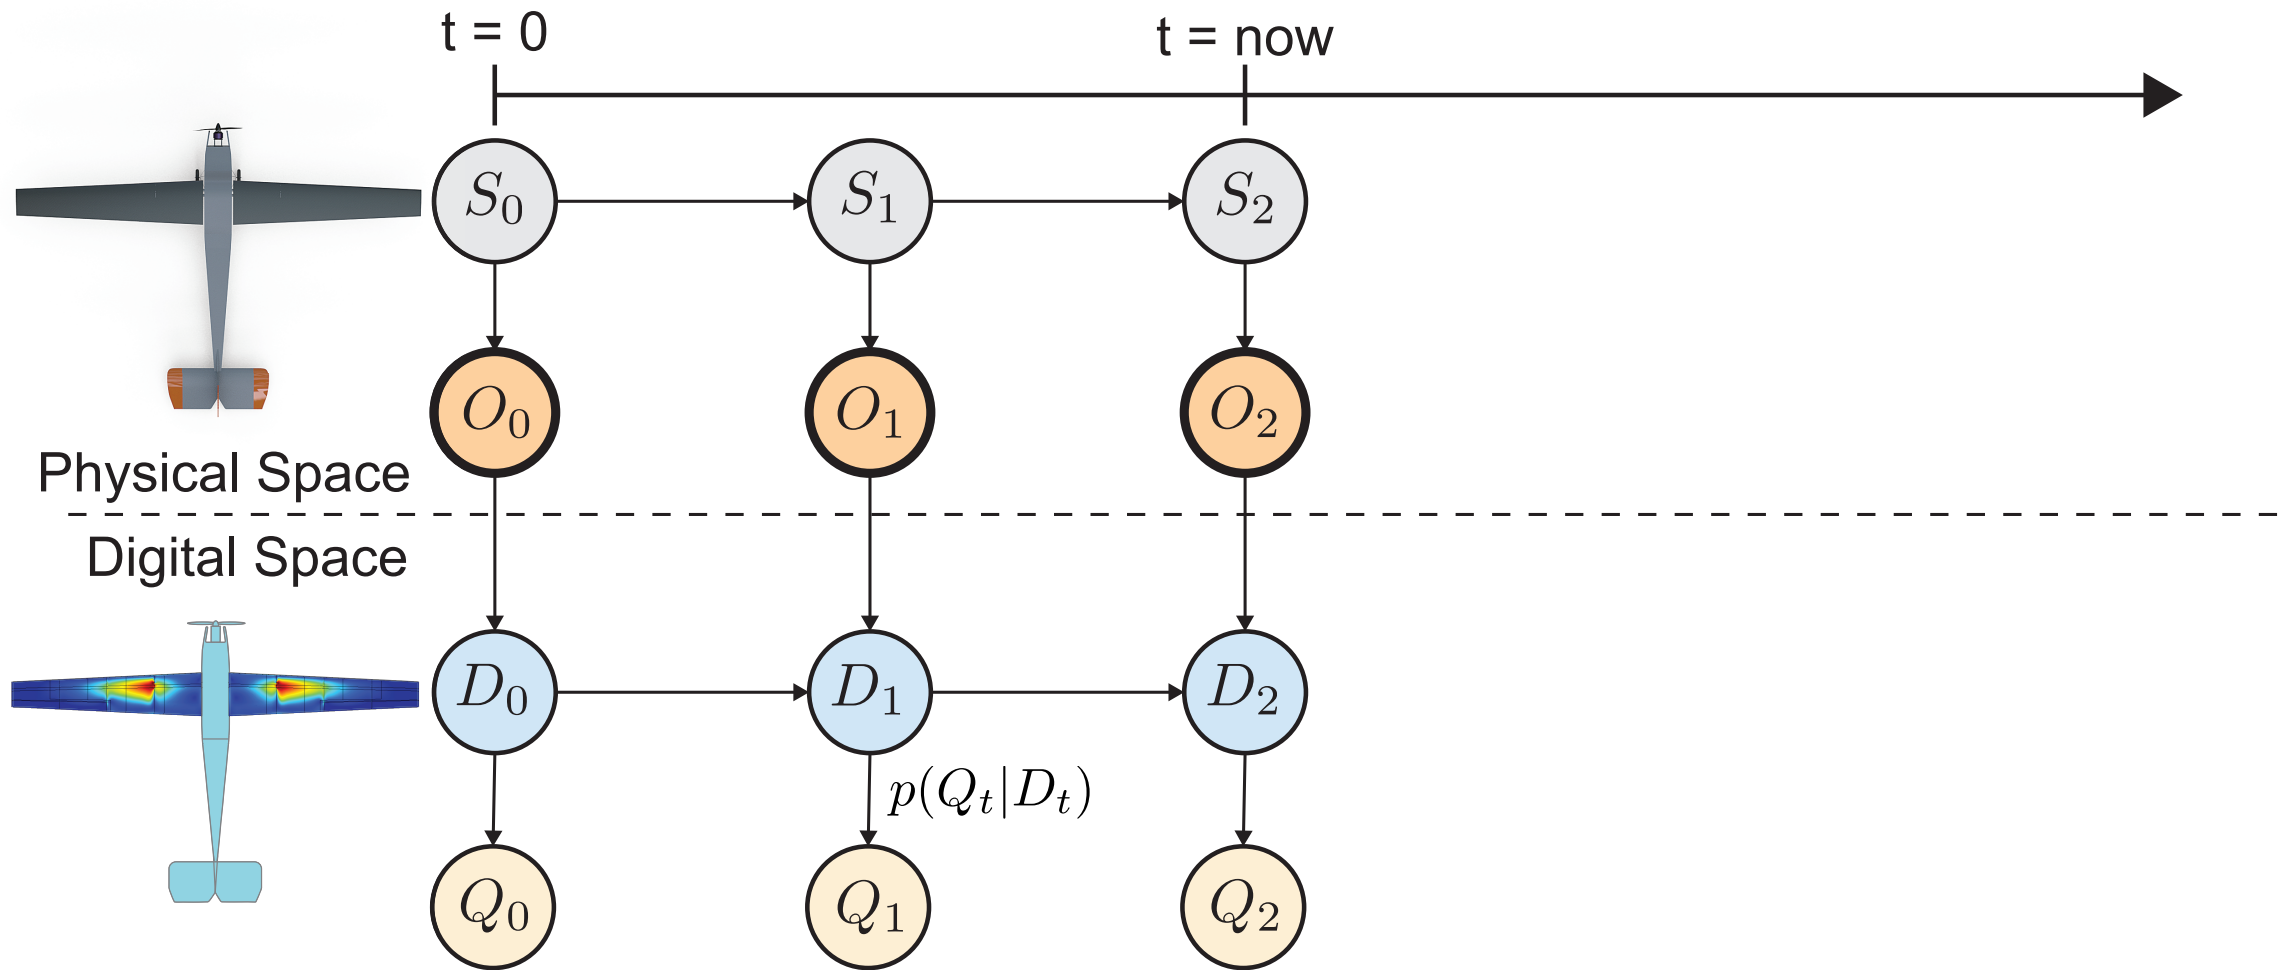 t = 0
t = now
S₀
S₁
S₂
O₀
O₁
O₂
Physical Space
Digital Space
D₀
D₁
D₂
p(Qₜ|Dₜ)
Q₀
Q₁
Q₂